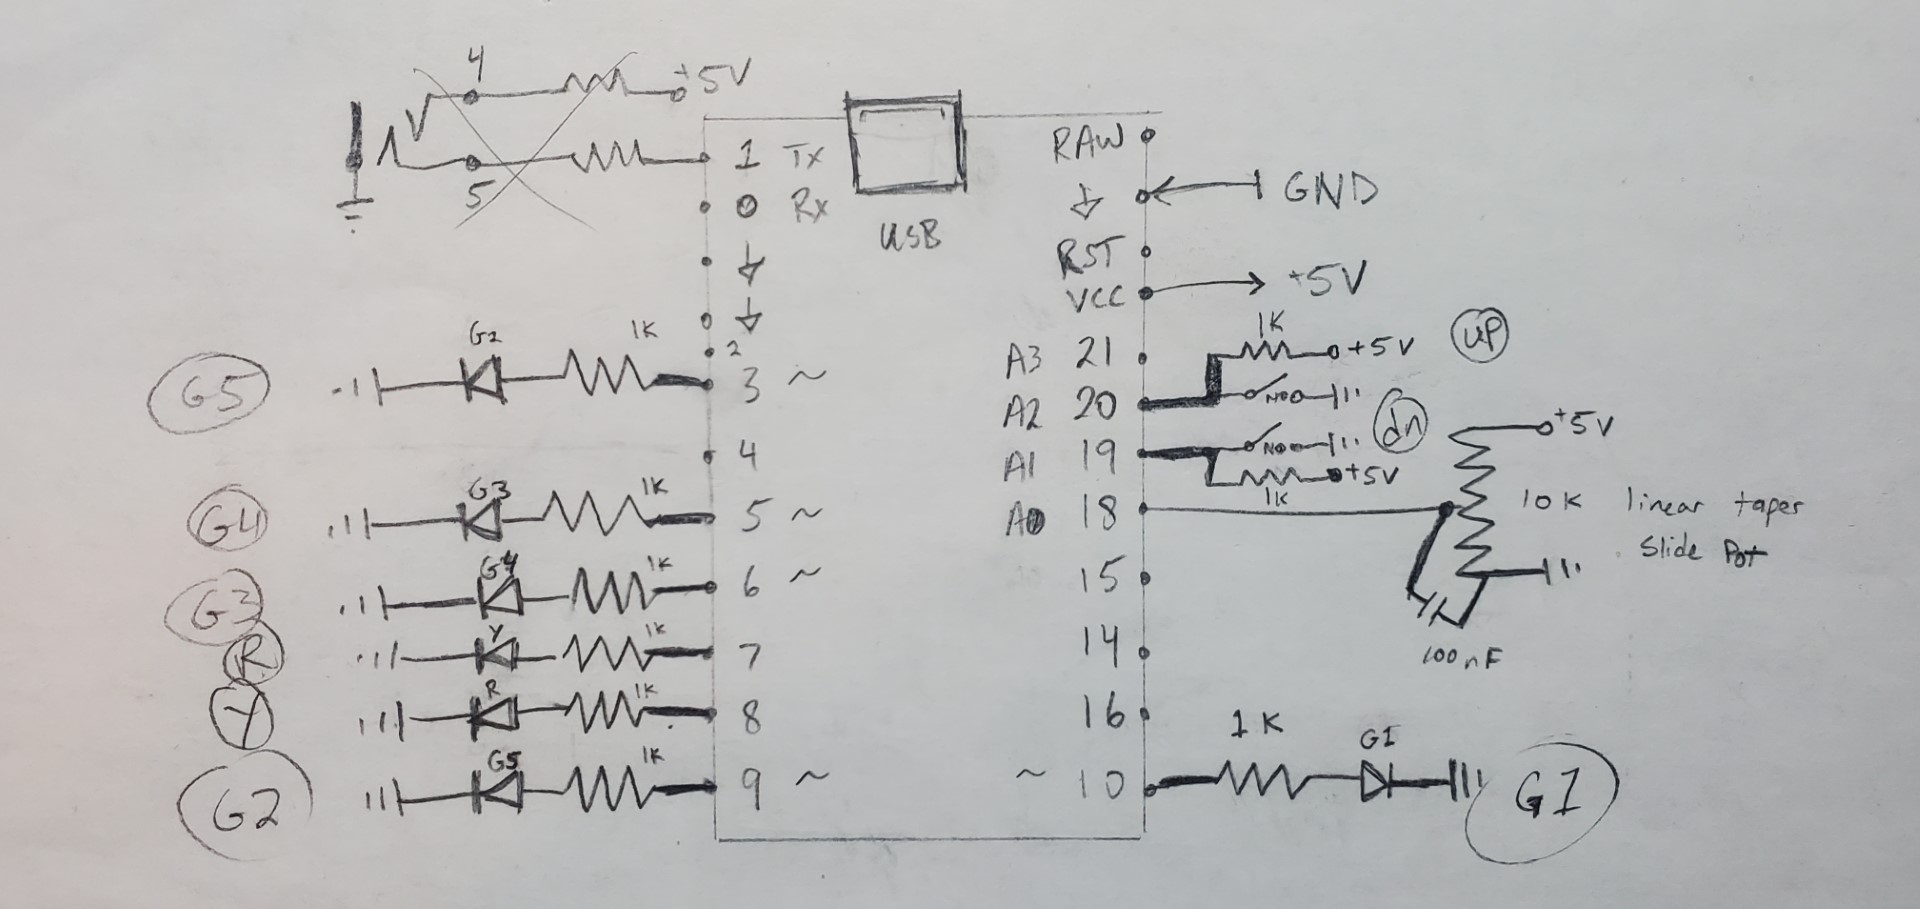 4
+5V
5
1 Tx
0 Rx
USB
RAW
GND
RST
VCC
+5V
2
G5
G2
1K
3 ~
4
G4
G3
1K
5 ~
G3
G4
1K
6 ~
R
Y
1K
7
Y
R
1K
8
G2
G5
1K
9 ~
A3 21
1K
+5V
UP
A2 20
NO
dn
A1 19
NO
+5V
1K
A0 18
+5V
10K linear taper
Slide Pot
100nF
15
14
16
~ 10
1K
G1
G1